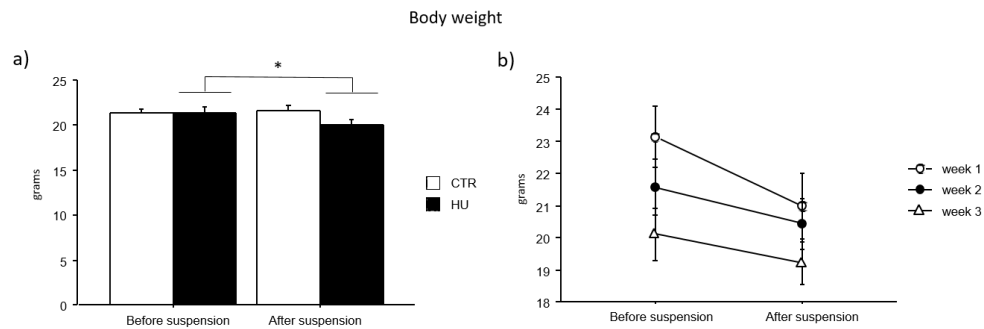 Body weight
a)
*
25
20
15
10
5
0
grams
Before suspension
After suspension
CTR
HU
b)
25
24
23
22
21
20
19
18
grams
Before suspension
After suspension
week 1
week 2
week 3